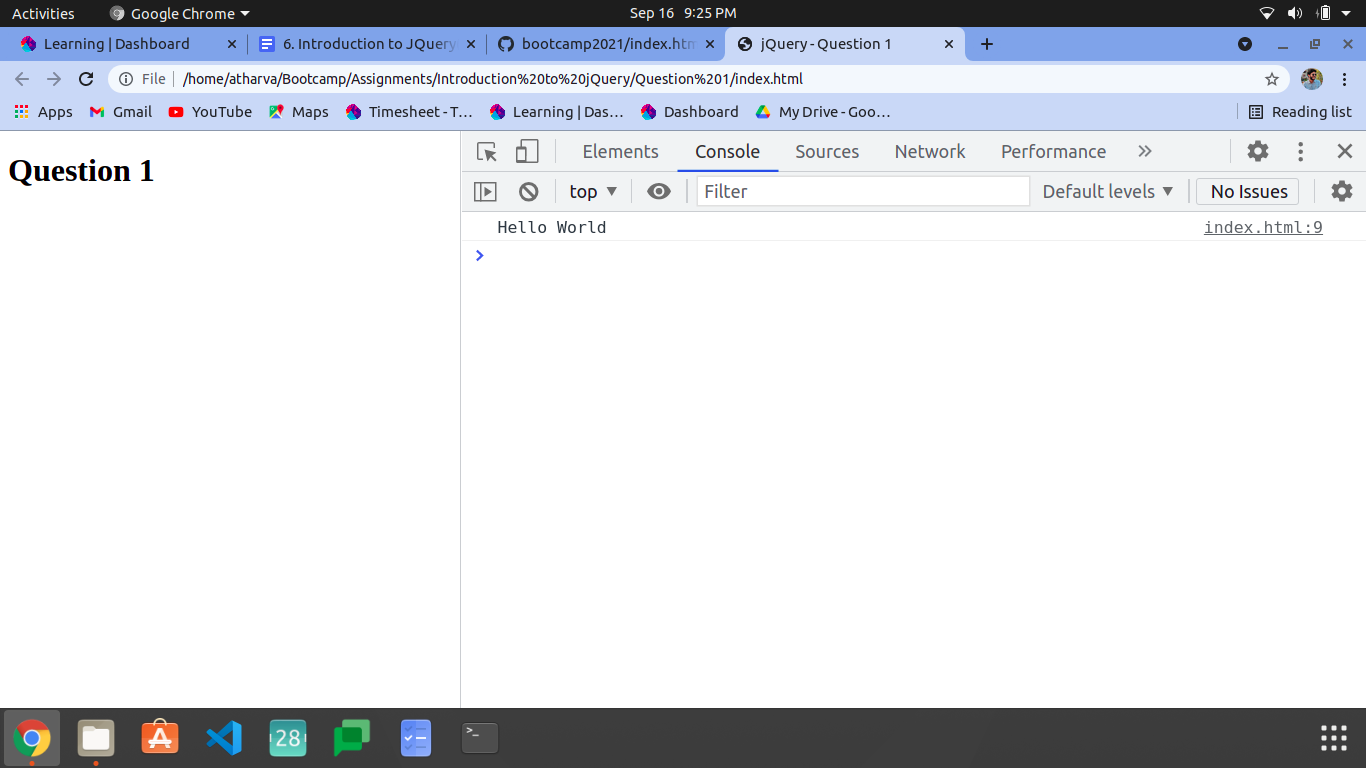 Activities Google Chrome Sep 16 9:25 PM
Learning | Dashboard 6. Introduction to JQuery bootcamp2021/index.htm jQuery - Question 1
File /home/atharva/Bootcamp/Assignments/Introduction%20to%20jQuery/Question%201/index.html
Apps Gmail YouTube Maps Timesheet - T... Learning | Das... Dashboard My Drive - Goo... Reading list
Question 1
Elements Console Sources Network Performance
top Filter Default levels No Issues
Hello World index.html:9
28